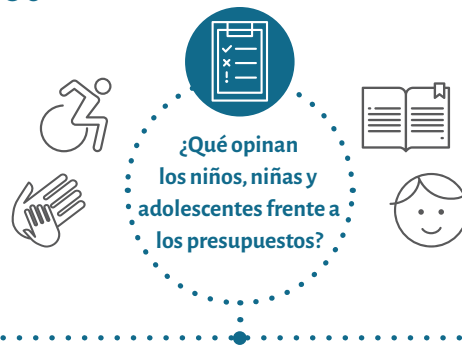 ¿Qué opinan
los niños, niñas y
adolescentes frente a
los presupuestos?